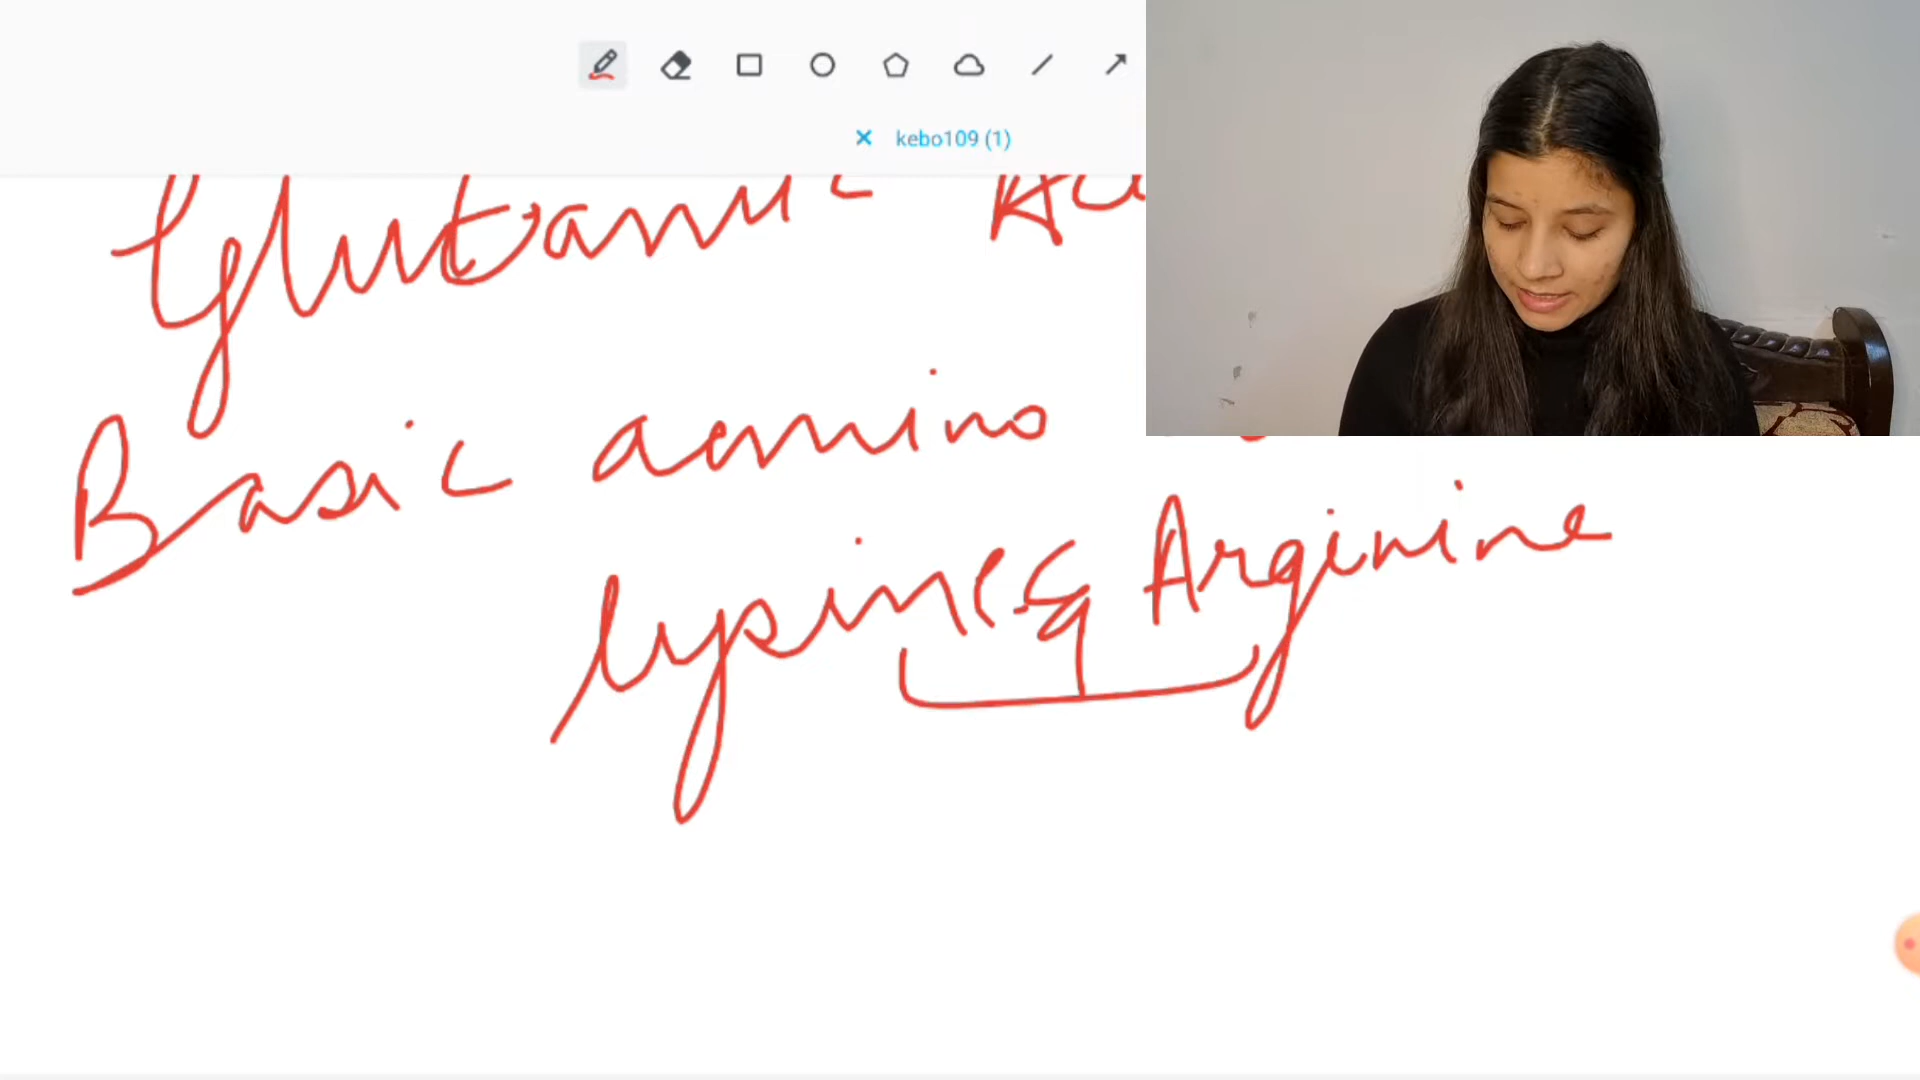 kebo109 (1)
Glutamic
Basic amino
lysine & Arginine